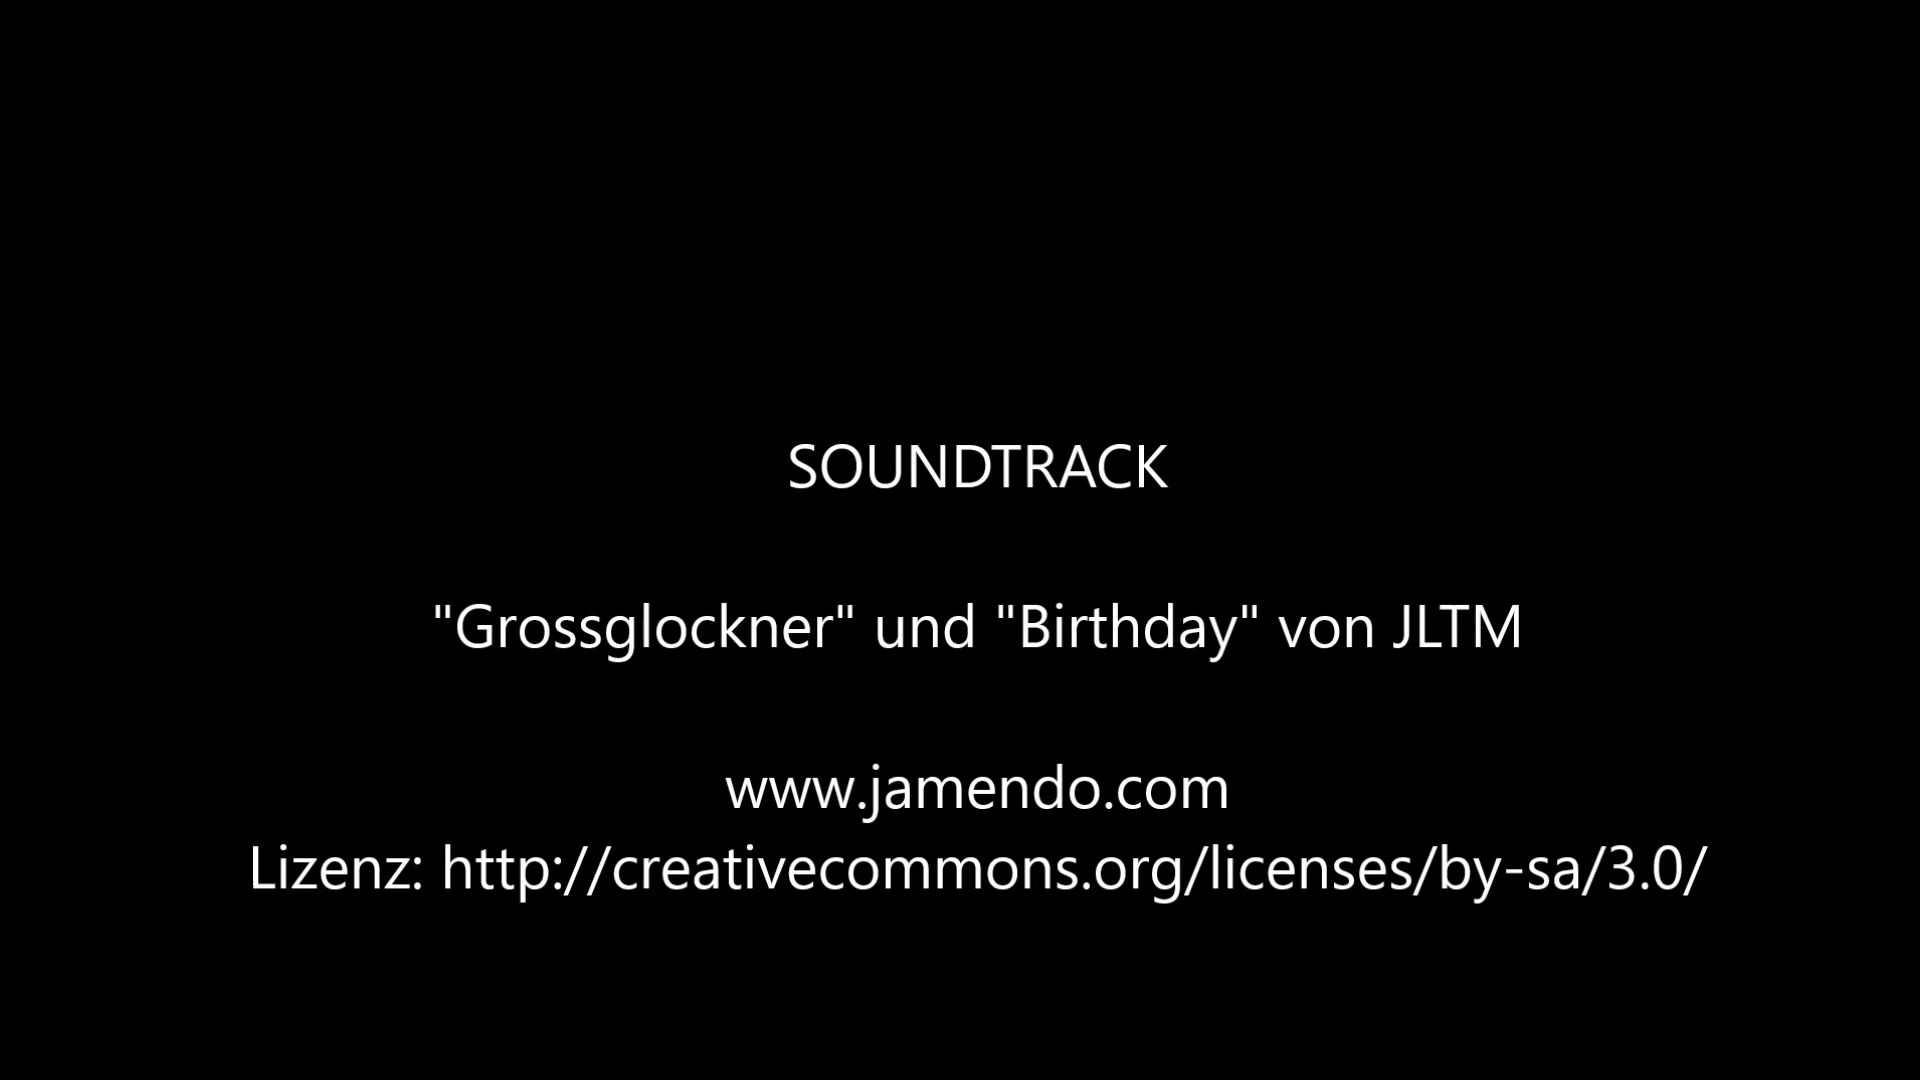 SOUNDTRACK
"Grossglockner" und "Birthday" von JLTM
www.jamendo.com
Lizenz: http://creativecommons.org/licenses/by-sa/3.0/